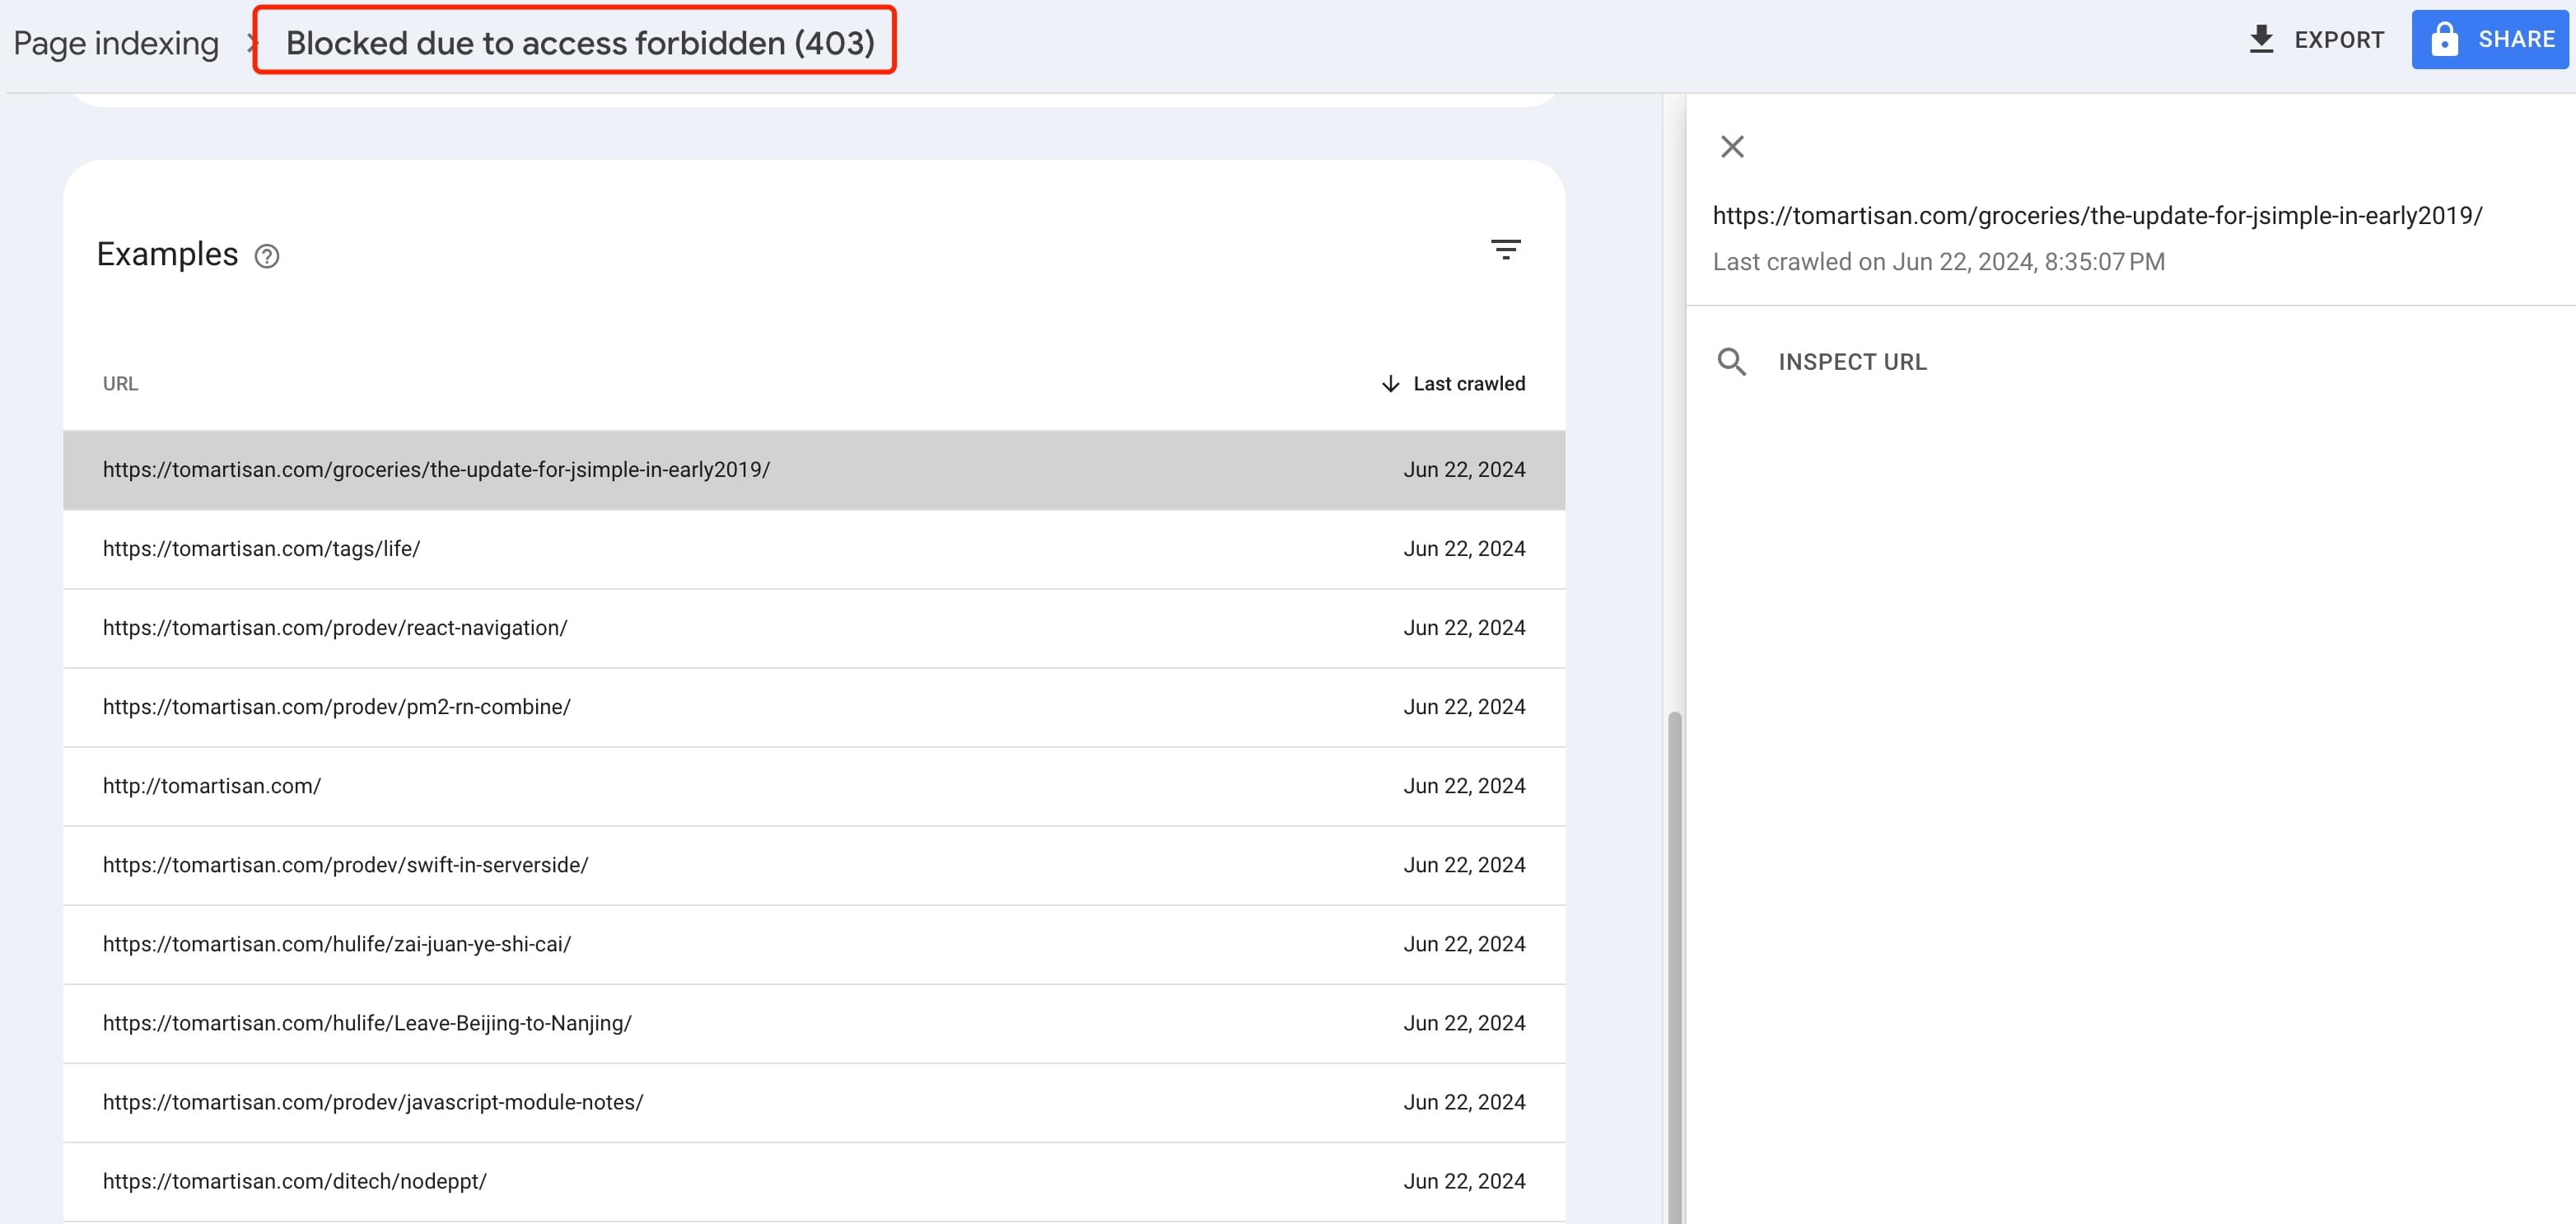 Page indexing › Blocked due to access forbidden (403) EXPORT SHARE
Examples
URL Last crawled
https://tomartisan.com/groceries/the-update-for-jsimple-in-early2019/ Jun 22, 2024
https://tomartisan.com/tags/life/ Jun 22, 2024
https://tomartisan.com/prodev/react-navigation/ Jun 22, 2024
https://tomartisan.com/prodev/pm2-rn-combine/ Jun 22, 2024
http://tomartisan.com/ Jun 22, 2024
https://tomartisan.com/prodev/swift-in-serverside/ Jun 22, 2024
https://tomartisan.com/hulife/zai-juan-ye-shi-cai/ Jun 22, 2024
https://tomartisan.com/hulife/Leave-Beijing-to-Nanjing/ Jun 22, 2024
https://tomartisan.com/prodev/javascript-module-notes/ Jun 22, 2024
https://tomartisan.com/ditech/nodeppt/ Jun 22, 2024
https://tomartisan.com/groceries/the-update-for-jsimple-in-early2019/
Last crawled on Jun 22, 2024, 8:35:07 PM
INSPECT URL